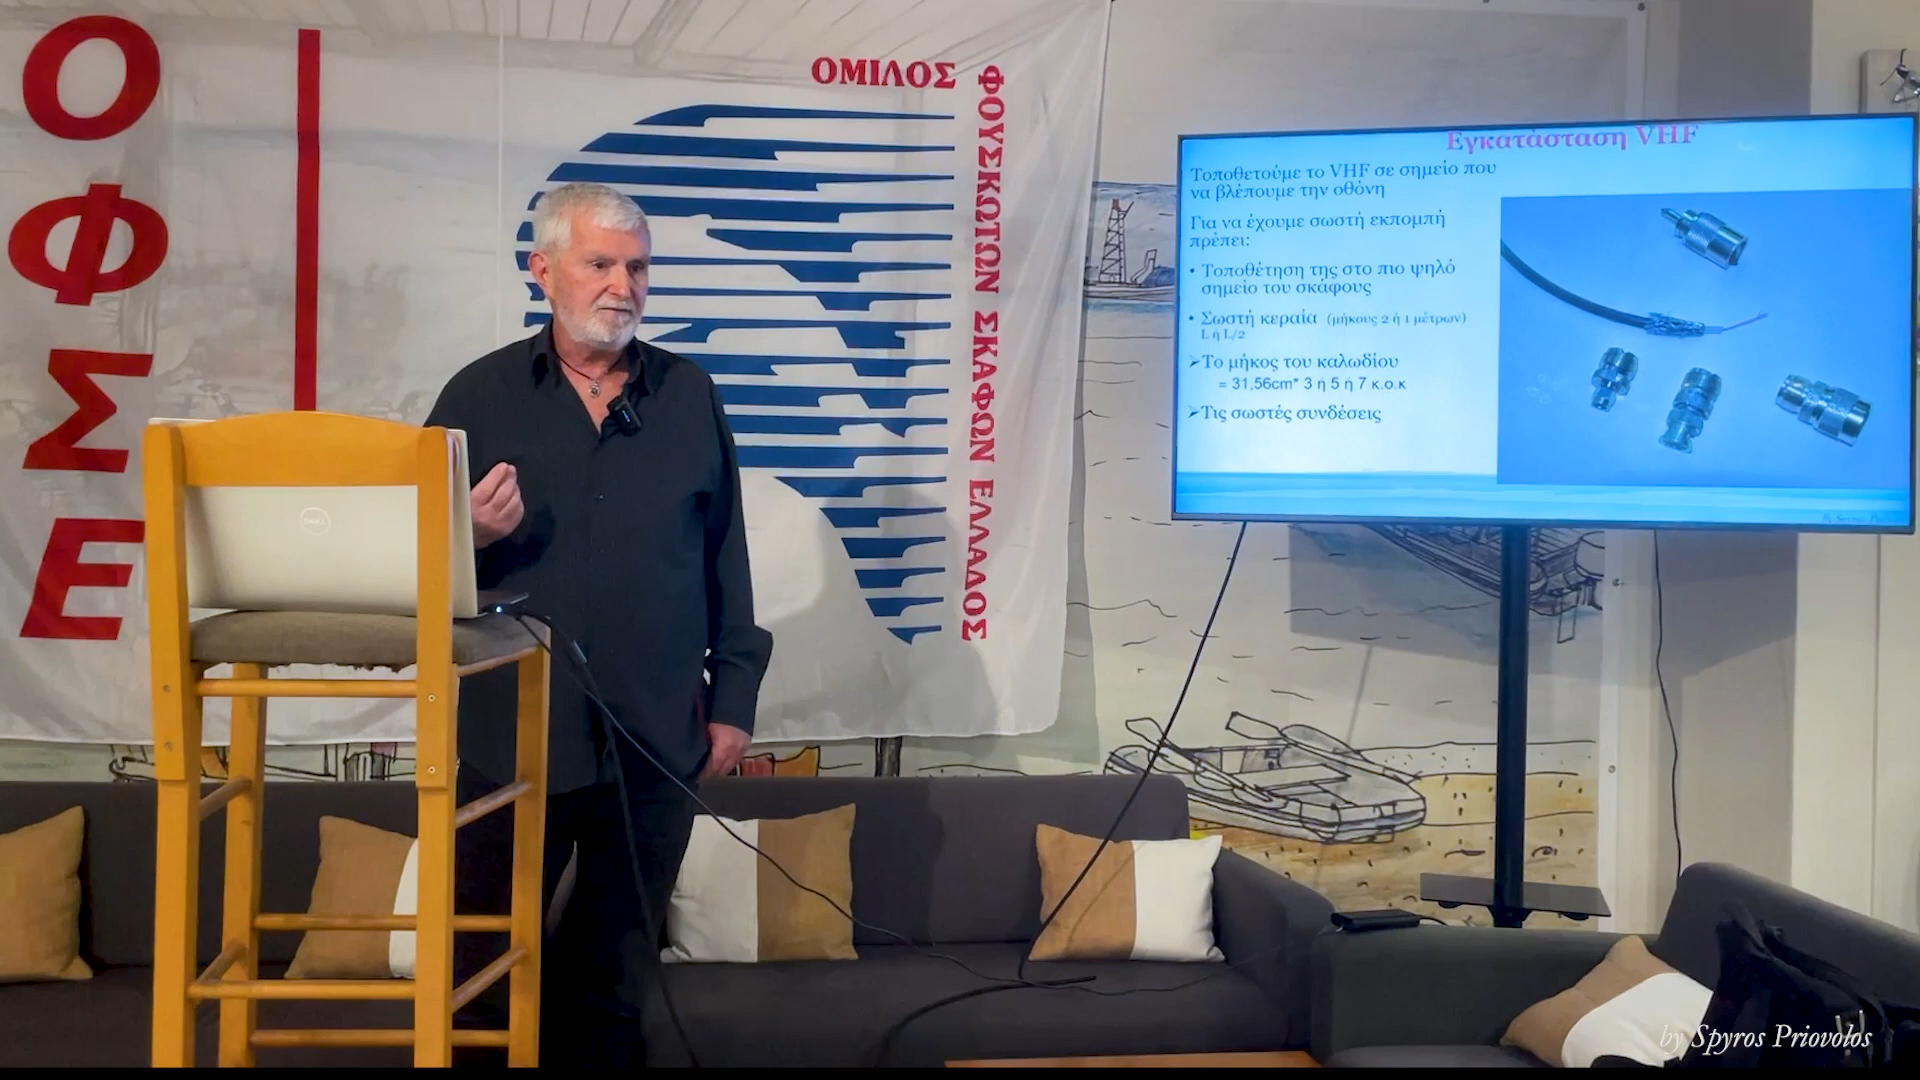 ΟΦΣΕ
ΟΜΙΛΟΣ
ΦΟΥΣΚΩΤΩΝ ΣΚΑΦΩΝ ΕΛΛΑΔΟΣ
Εγκατάσταση VHF
Τοποθετούμε το VHF σε σημείο που
να βλέπουμε την οθόνη
Για να έχουμε σωστή εκπομπή
πρέπει:
• Τοποθέτηση της στο πιο ψηλό
σημείο του σκάφους
• Σωστή κεραία (μήκους 2 ή 1 μέτρων)
L ή L/2
➢Το μήκος του καλωδίου
= 31,56cm* 3 ή 5 ή 7 κ.ο.κ
➢Τις σωστές συνδέσεις
DELL
by Spyros Priovolos